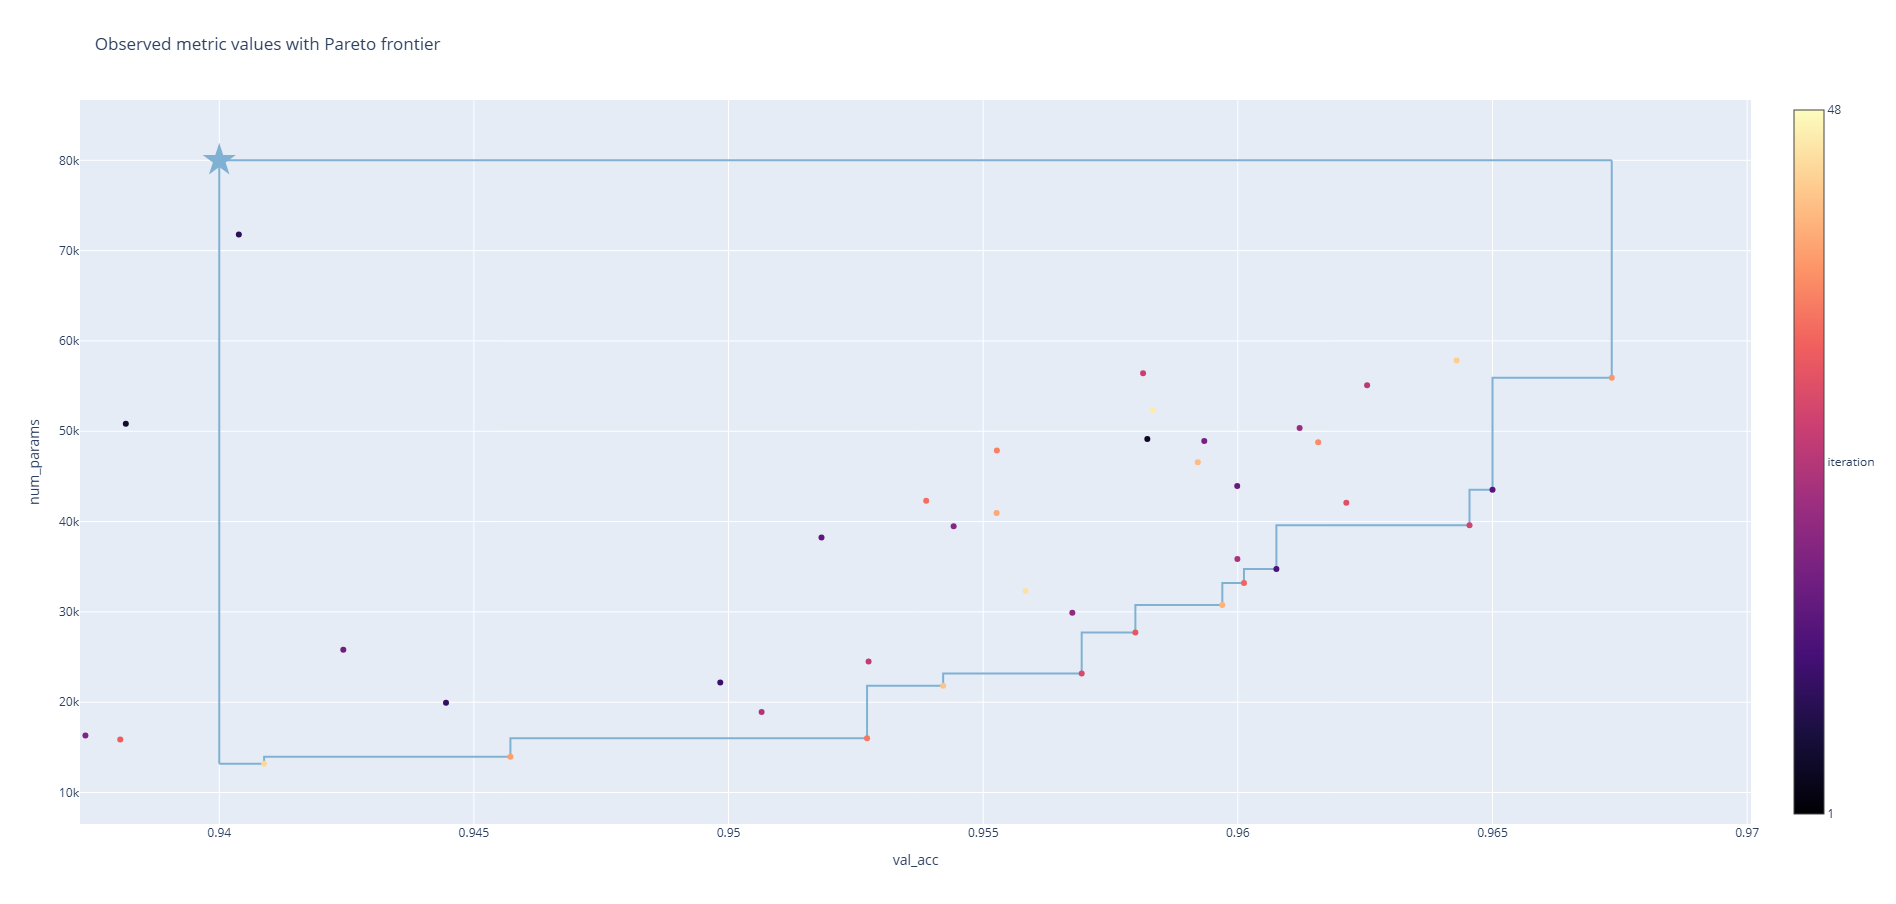 Observed metric values with Pareto frontier
48
80k
70k
60k
50k
iteration
num_params
40k
30k
20k
10k
1
0.94
0.945
0.95
0.955
0.96
0.965
0.97
val_acc